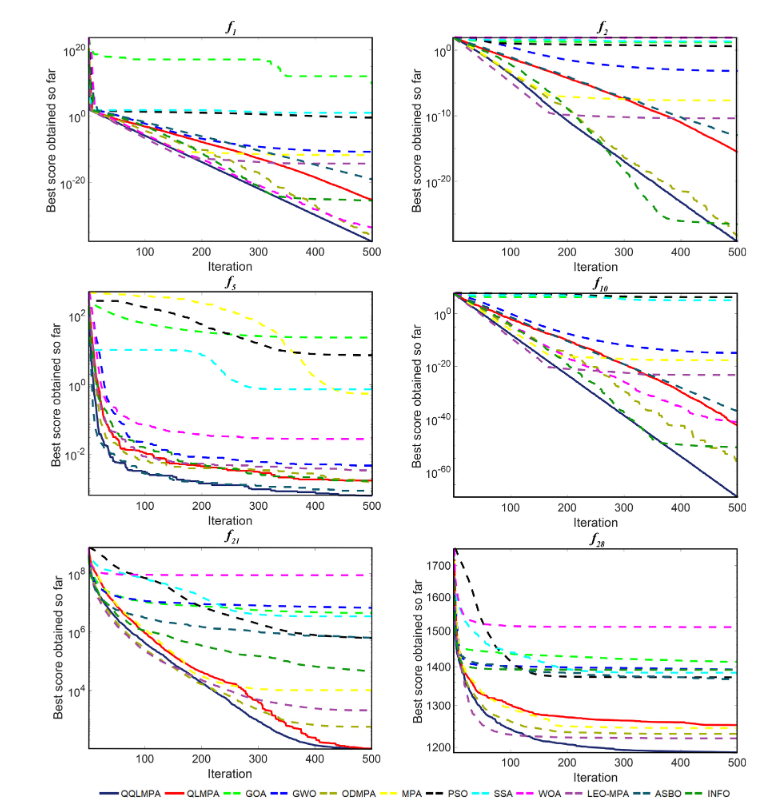 f1 f2
Best score obtained so far
10^20
10^0
10^-20
100 200 300 400 500
Iteration
Best score obtained so far
10^0
10^-10
10^-20
100 200 300 400 500
Iteration
f5 f10
Best score obtained so far
10^2
10^0
10^-2
100 200 300 400 500
Iteration
Best score obtained so far
10^0
10^-20
10^-40
10^-60
100 200 300 400 500
Iteration
f21 f28
Best score obtained so far
10^8
10^6
10^4
100 200 300 400 500
Iteration
Best score obtained so far
1700
1600
1500
1400
1300
1200
100 200 300 400 500
Iteration
QQLMPA QLMPA GOA GWO ODMPA MPA PSO SSA WOA LEO-MPA ASBO INFO